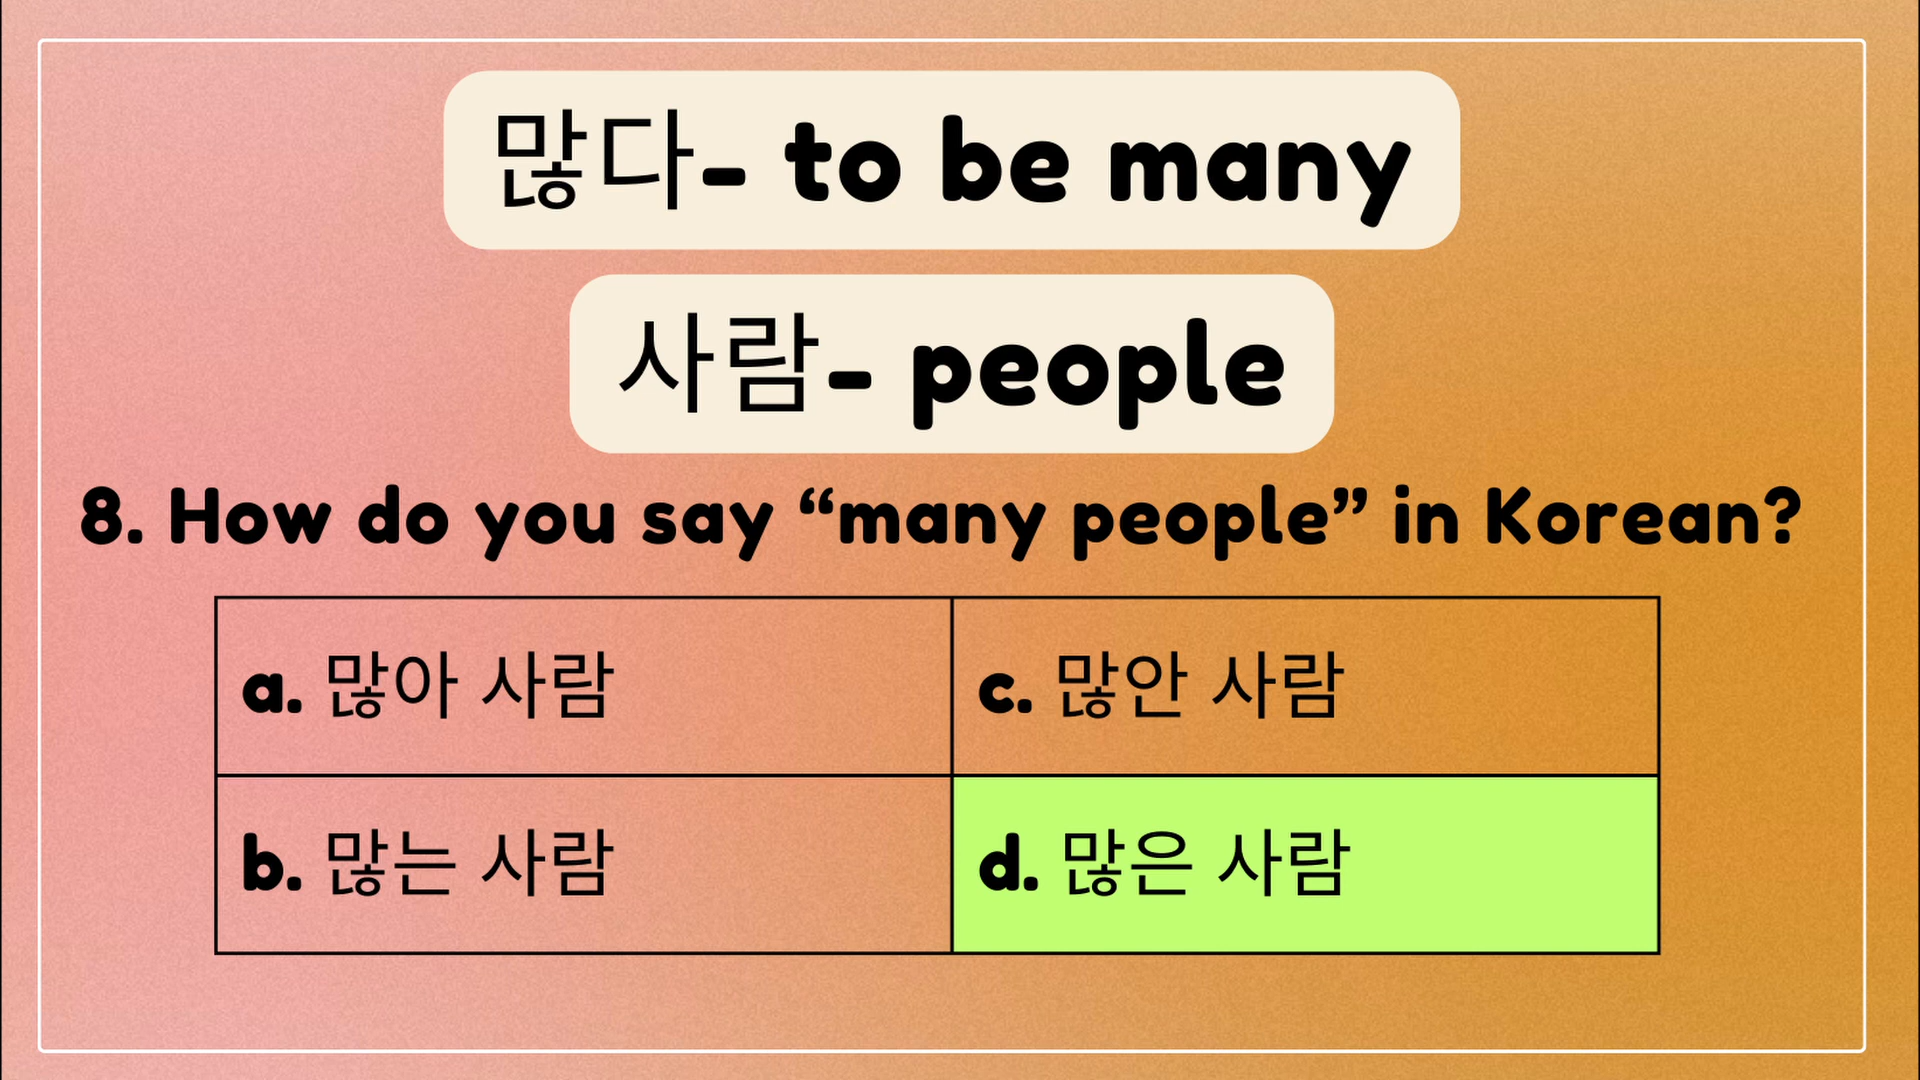 많다- to be many
사람- people
8. How do you say “many people” in Korean?
a. 많아 사람
c. 많안 사람
b. 많는 사람
d. 많은 사람